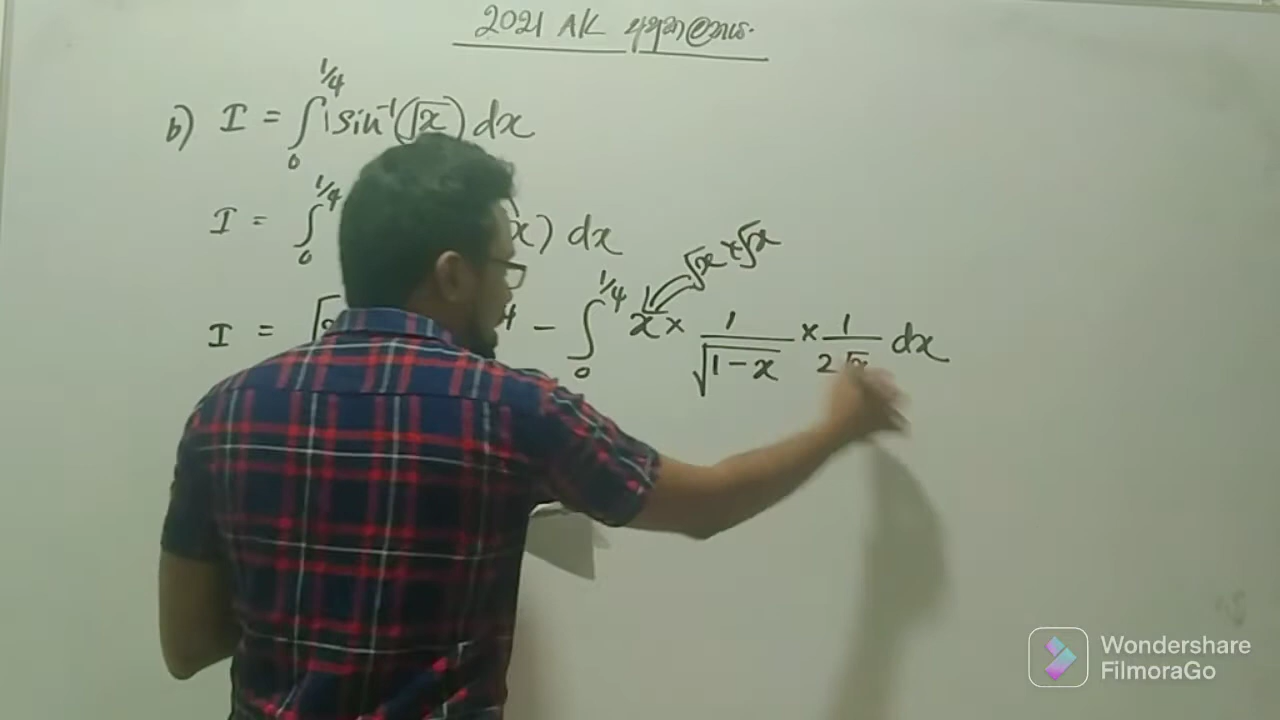 2021 AK
b) I = ∫₀^{1/4} 1 sin⁻¹(√x) dx
I = ∫₀^{1/4} x) dx
√x × √x
I = [ 4 − ∫₀^{1/4} x × 1/√(1−x) × 1/(2√x) dx
Wondershare
FilmoraGo